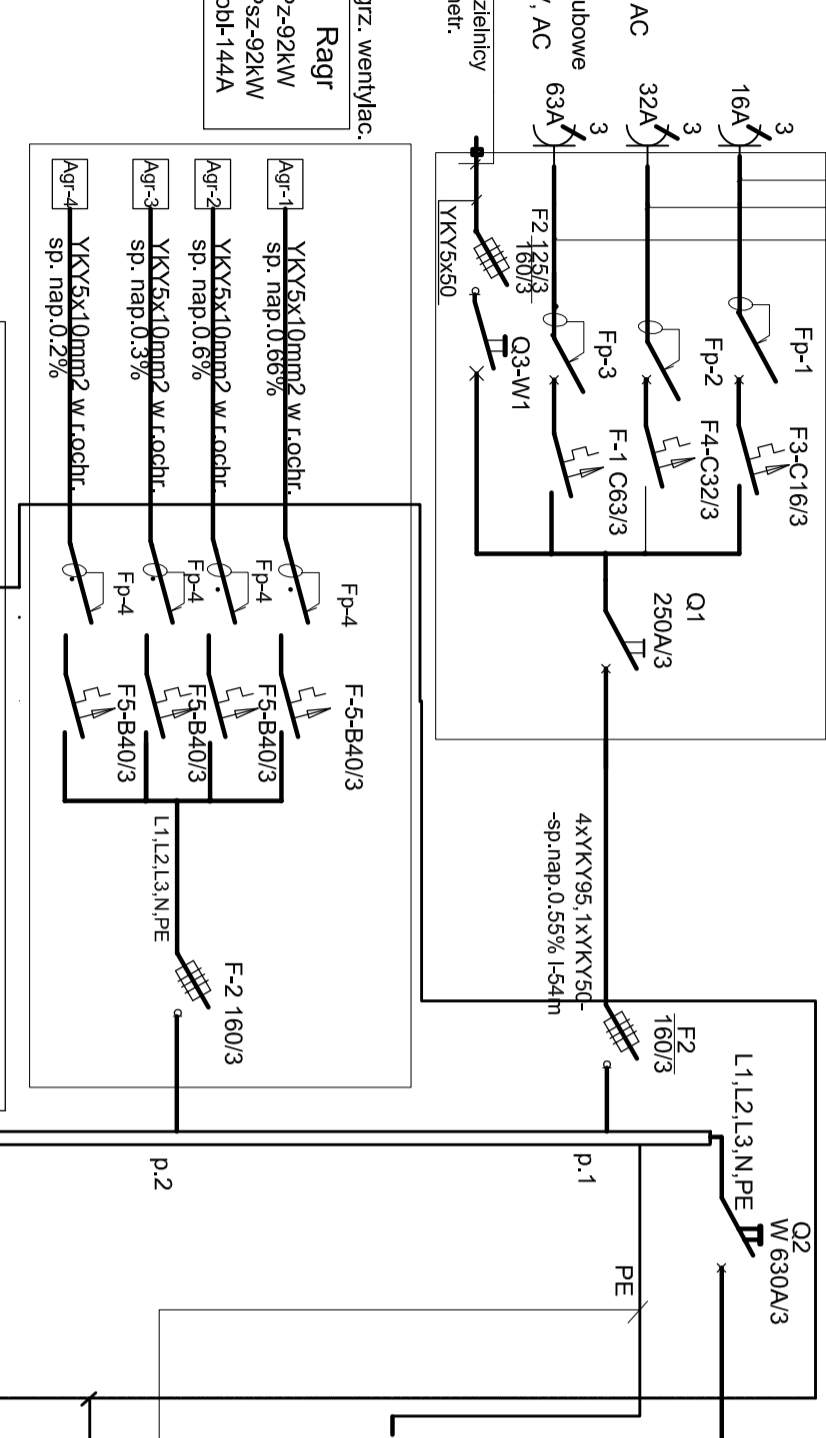 AC
ubowe
, AC
zielnicy
etr.
16A
3
32A
3
63A
3
Fp-1
Fp-2
Fp-3
F3-C16/3
F4-C32/3
F-1 C63/3
F2 125/3
160/3
YKY5x50
Q3-W1
Q1
250A/3
4xYKY95,1xYKY50-
-sp.nap.0.55% l-54m
F2
160/3
L1,L2,L3,N,PE
Q2
W 630A/3
p.1
PE
grz. wentylac.
Ragr
Pz-92kW
Psz-92kW
obl-144A
Agr-1
YKY5x10mm2 w r.ochr.
sp. nap.0.66%
Agr-2
YKY5x10mm2 w r.ochr.
sp. nap.0.6%
Agr-3
YKY5x10mm2 w r.ochr.
sp. nap.0.3%
Agr-4
YKY5x10mm2 w r.ochr.
sp. nap.0.2%
Fp-4
Fp-4
Fp-4
Fp-4
F-5-B40/3
F5-B40/3
F5-B40/3
F5-B40/3
L1,L2,L3,N,PE
F-2 160/3
p.2